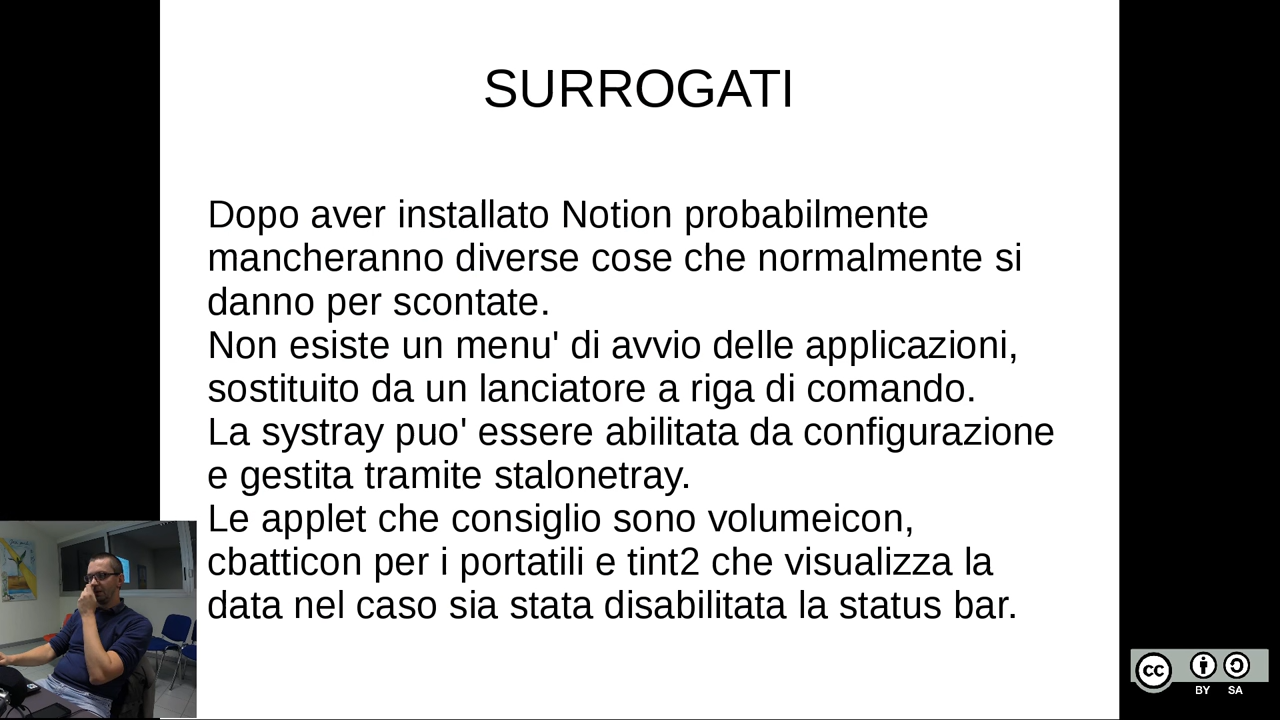 SURROGATI
Dopo aver installato Notion probabilmente
mancheranno diverse cose che normalmente si
danno per scontate.
Non esiste un menu' di avvio delle applicazioni,
sostituito da un lanciatore a riga di comando.
La systray puo' essere abilitata da configurazione
e gestita tramite stalonetray.
Le applet che consiglio sono volumeicon,
cbatticon per i portatili e tint2 che visualizza la
data nel caso sia stata disabilitata la status bar.
cc
BY SA